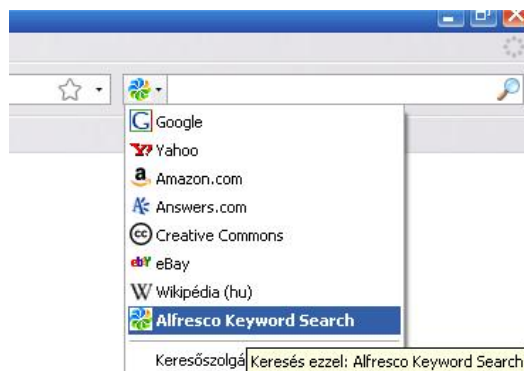 Google
Yahoo
Amazon.com
Answers.com
Creative Commons
eBay
Wikipédia (hu)
Alfresco Keyword Search
Keresőszolgá
Keresés ezzel: Alfresco Keyword Search